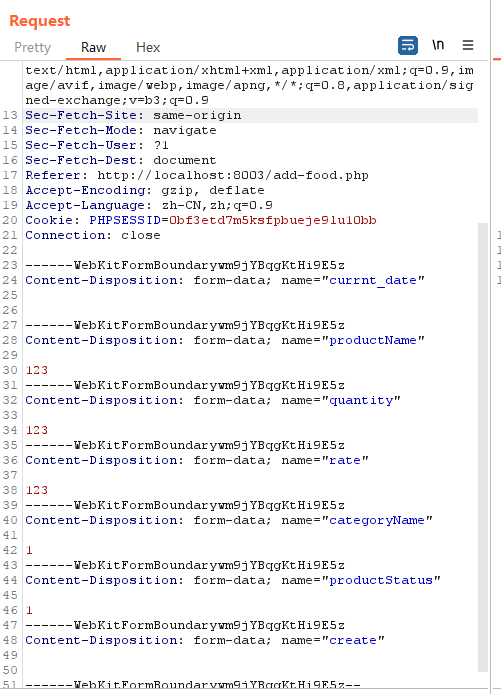 Request
Pretty Raw Hex \n
text/html,application/xhtml+xml,application/xml;q=0.9,im
age/avif,image/webp,image/apng,*/*;q=0.8,application/sig
ned-exchange;v=b3;q=0.9
13 Sec-Fetch-Site: same-origin
14 Sec-Fetch-Mode: navigate
15 Sec-Fetch-User: ?1
16 Sec-Fetch-Dest: document
17 Referer: http://localhost:8003/add-food.php
18 Accept-Encoding: gzip, deflate
19 Accept-Language: zh-CN,zh;q=0.9
20 Cookie: PHPSESSID=0bf3etd7m5ksfpbueje9lu10bb
21 Connection: close
22
23 ------WebKitFormBoundarywm9jYBqgKtHi9E5z
24 Content-Disposition: form-data; name="currnt_date"
25
26
27 ------WebKitFormBoundarywm9jYBqgKtHi9E5z
28 Content-Disposition: form-data; name="productName"
29
30 123
31 ------WebKitFormBoundarywm9jYBqgKtHi9E5z
32 Content-Disposition: form-data; name="quantity"
33
34 123
35 ------WebKitFormBoundarywm9jYBqgKtHi9E5z
36 Content-Disposition: form-data; name="rate"
37
38 123
39 ------WebKitFormBoundarywm9jYBqgKtHi9E5z
40 Content-Disposition: form-data; name="categoryName"
41
42 1
43 ------WebKitFormBoundarywm9jYBqgKtHi9E5z
44 Content-Disposition: form-data; name="productStatus"
45
46 1
47 ------WebKitFormBoundarywm9jYBqgKtHi9E5z
48 Content-Disposition: form-data; name="create"
49
50
51 ------WebKitFormBoundarywm9jYBqgKtHi9E5z--